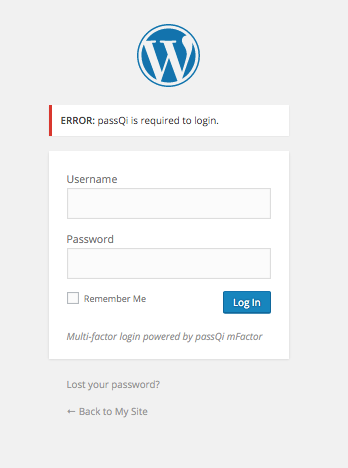 W
ERROR: passQi is required to login.
Username
Password
Remember Me
Log In
Multi-factor login powered by passQi mFactor
Lost your password?
← Back to My Site